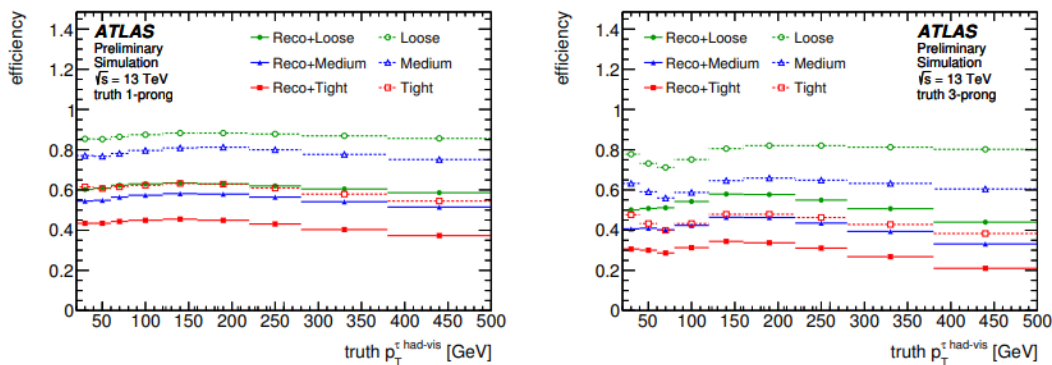 efficiency
1.4
1.2
1
0.8
0.6
0.4
0.2
0
ATLAS
Preliminary
Simulation
√s = 13 TeV
truth 1-prong
Reco+Loose
Loose
Reco+Medium
Medium
Reco+Tight
Tight
50 100 150 200 250 300 350 400 450 500
truth p_T^τ had-vis [GeV]
efficiency
1.4
1.2
1
0.8
0.6
0.4
0.2
0
Reco+Loose
Loose
Reco+Medium
Medium
Reco+Tight
Tight
ATLAS
Preliminary
Simulation
√s = 13 TeV
truth 3-prong
50 100 150 200 250 300 350 400 450 500
truth p_T^τ had-vis [GeV]